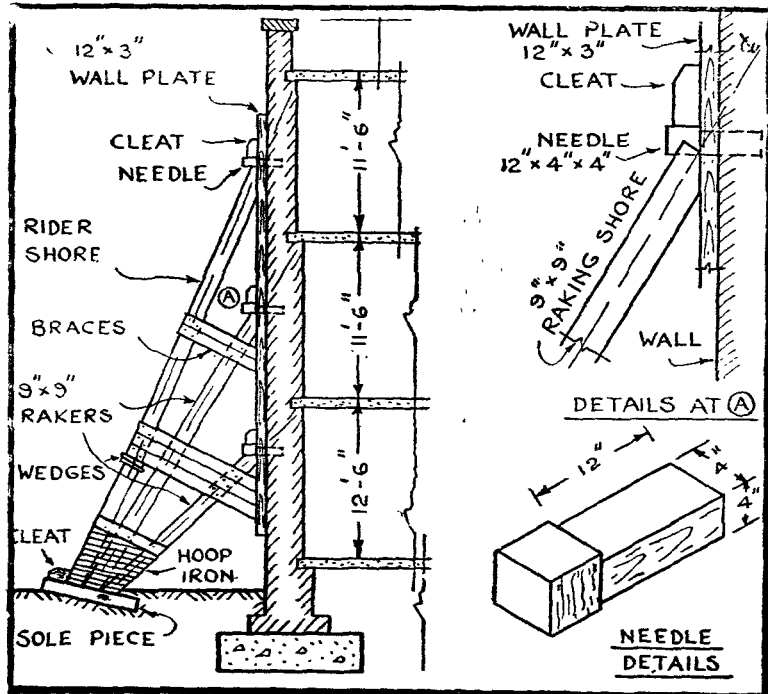 12" x 3"
WALL PLATE
CLEAT
NEEDLE
RIDER
SHORE
A
BRACES
9" x 9"
RAKERS
WEDGES
CLEAT
HOOP
IRON
SOLE PIECE
11'-6"
11'-6"
12'-6"
WALL PLATE
12" x 3"
CLEAT
NEEDLE
12" x 4" x 4"
9" x 9"
RAKING SHORE
WALL
DETAILS AT A
12"
4"
4"
NEEDLE
DETAILS